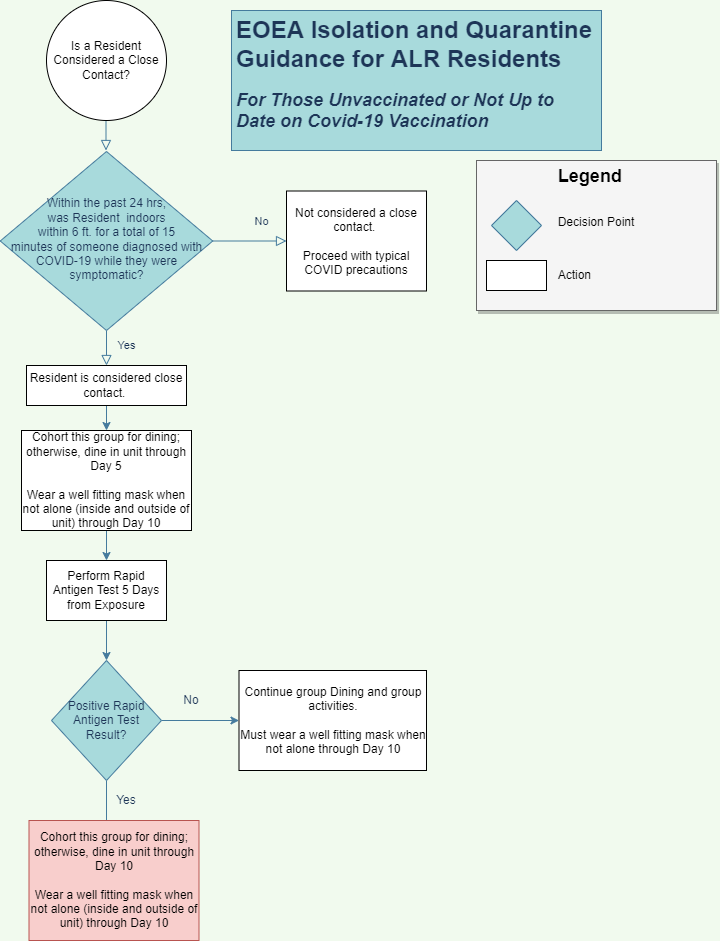 Is a Resident
Considered a Close
Contact?
EOEA Isolation and Quarantine
Guidance for ALR Residents
For Those Unvaccinated or Not Up to
Date on Covid-19 Vaccination
Legend
Decision Point
Action
Within the past 24 hrs,
was Resident indoors
within 6 ft. for a total of 15
minutes of someone diagnosed with
COVID-19 while they were
symptomatic?
No
Not considered a close
contact.
Proceed with typical
COVID precautions
Yes
Resident is considered close
contact.
Cohort this group for dining;
otherwise, dine in unit through
Day 5
Wear a well fitting mask when
not alone (inside and outside of
unit) through Day 10
Perform Rapid
Antigen Test 5 Days
from Exposure
Positive Rapid
Antigen Test
Result?
No
Continue group Dining and group
activities.
Must wear a well fitting mask when
not alone through Day 10
Yes
Cohort this group for dining;
otherwise, dine in unit through
Day 10
Wear a well fitting mask when
not alone (inside and outside of
unit) through Day 10